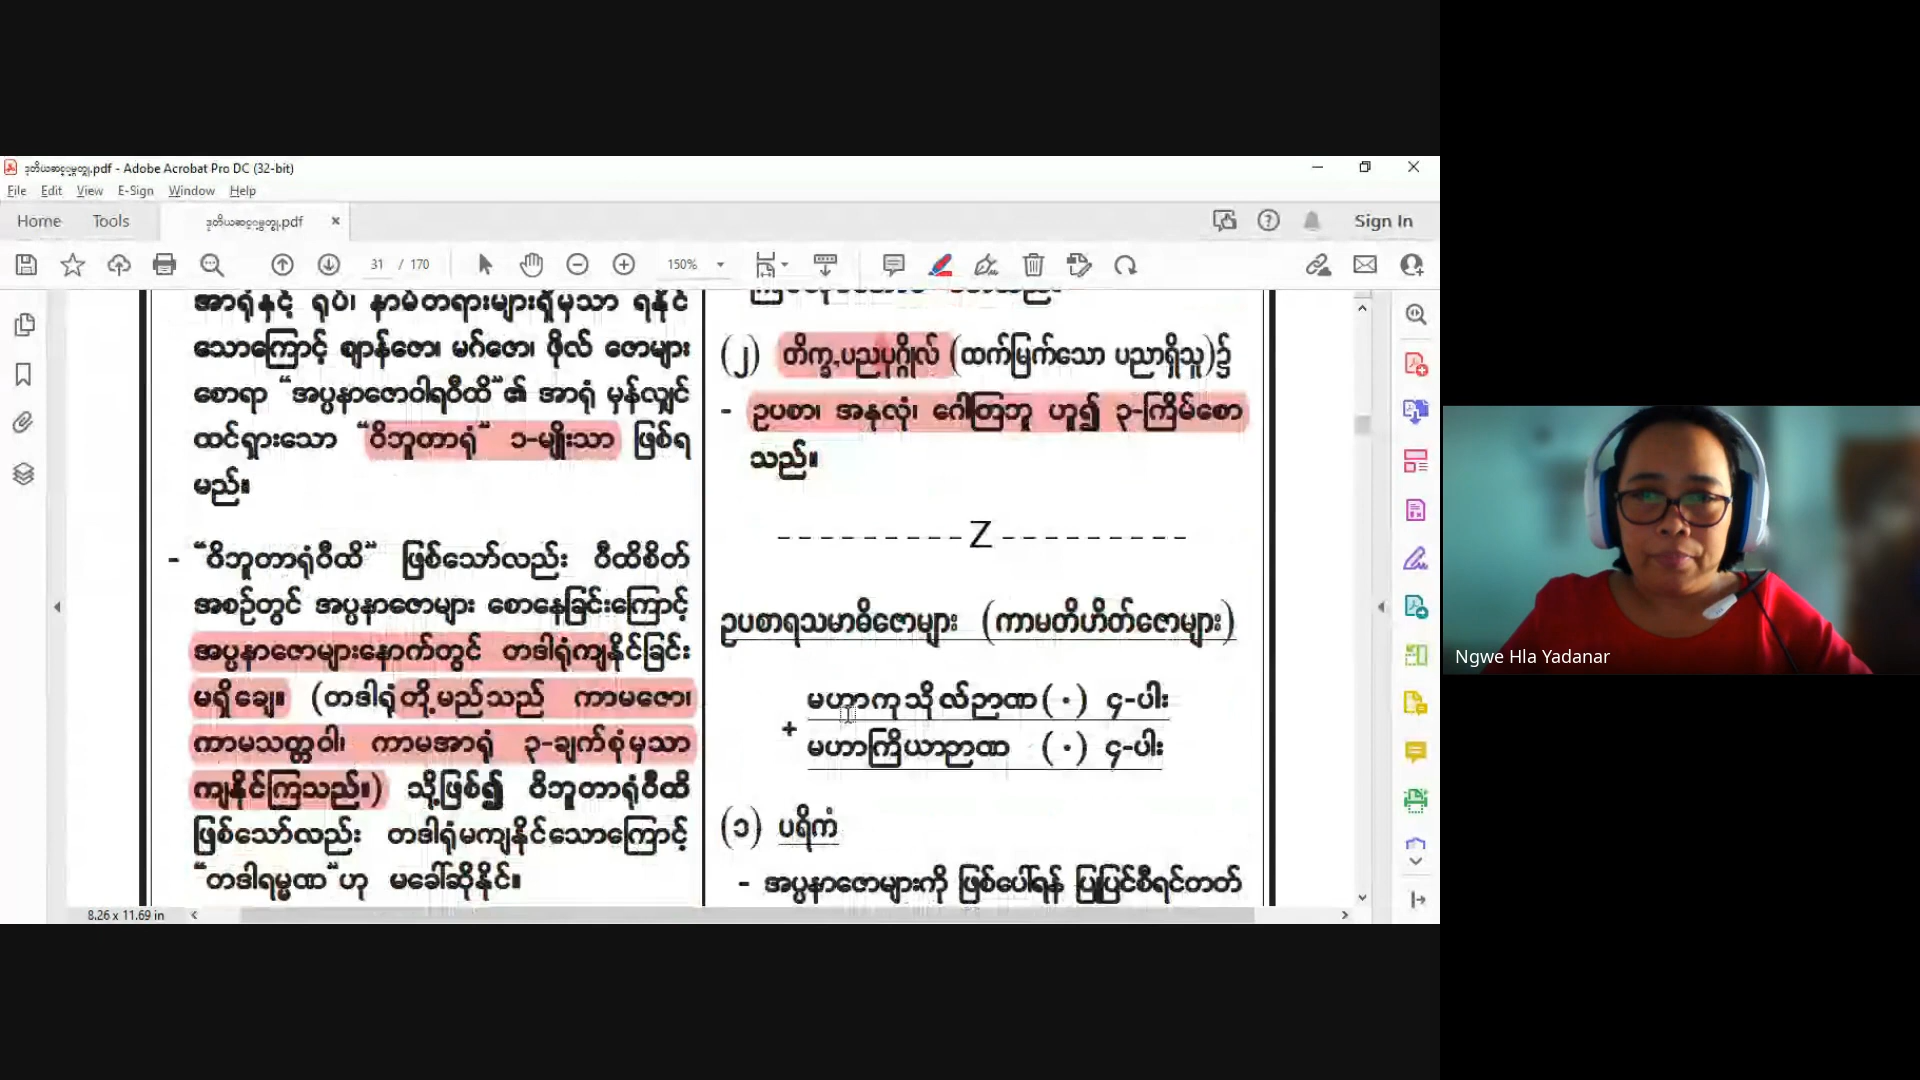 .pdf - Adobe Acrobat Pro DC (32-bit)
File Edit View E-Sign Window Help
Home Tools .pdf × Sign In
31 / 170 150%
အာရုံနှင့် ရုပ်၊ နာမ်တရားများရှိမှသာ ရနိုင်
သောကြောင့် ဈာန်ဇော၊ မဂ်ဇော၊ ဖိုလ် ဇောများ
စောရာ “အပ္ပနာဇောဝါရဝီထိ”၏ အာရုံ မှန်လျှင်
ထင်ရှားသော “ဝိဘူတာရုံ“ ၁-မျိုးသာ ဖြစ်ရ
မည်။
- “ဝိဘူတာရုံဝီထိ“ ဖြစ်သော်လည်း ဝီထိစိတ်
အစဉ်တွင် အပ္ပနာဇောများ စောနေခြင်းကြောင့်
အပ္ပနာဇောများနောက်တွင် တဒါရုံကျနိုင်ခြင်း
မရှိချေ။ (တဒါရုံတို့မည်သည် ကာမဇော၊
ကာမသတ္တဝါ၊ ကာမအာရုံ ၃-ချက်စုံမှသာ
ကျနိုင်ကြသည်။) သို့ဖြစ်၍ ဝိဘူတာရုံဝီထိ
ဖြစ်သော်လည်း တဒါရုံမကျနိုင်သောကြောင့်
“တဒါရမ္မဏ“ဟု မခေါ်ဆိုနိုင်။
(၂) တိက္ခပညပုဂ္ဂိုလ် (ထက်မြက်သော ပညာရှိသူ)၌
- ဥပစာ၊ အနုလုံ၊ ဂေါတြဘူ ဟူ၍ ၃-ကြိမ်စော
သည်။
---------Z---------
ဥပစာရသမာဓိဇောများ (ကာမတိဟိတ်ဇောများ)
မဟာကုသိုလ်ဉာဏ(·) ၄-ပါး
+
မဟာကြိယာဉာဏ (·) ၄-ပါး
(၁) ပရိကံ
- အပ္ပနာဇောများကို ဖြစ်ပေါ်ရန် ပြုပြင်စီရင်တတ်
8.26 x 11.69 in
Ngwe Hla Yadanar